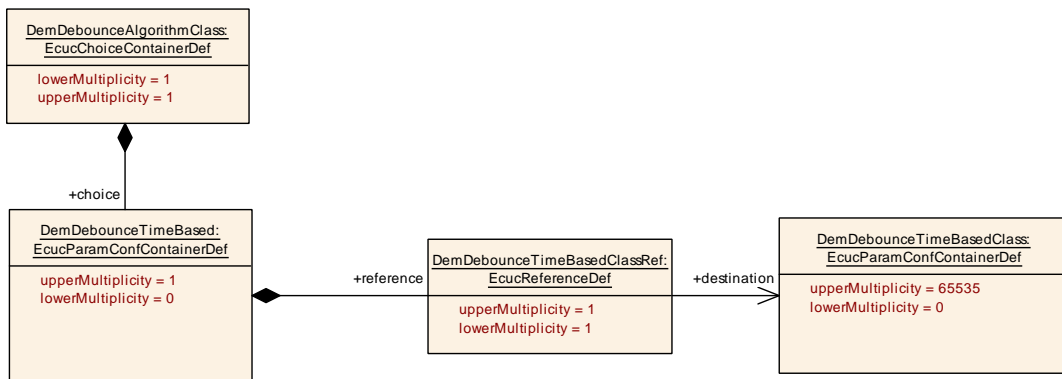 DemDebounceAlgorithmClass:
EcucChoiceContainerDef
lowerMultiplicity = 1
upperMultiplicity = 1
+choice
DemDebounceTimeBased:
EcucParamConfContainerDef
upperMultiplicity = 1
lowerMultiplicity = 0
+reference
DemDebounceTimeBasedClassRef:
EcucReferenceDef
upperMultiplicity = 1
lowerMultiplicity = 1
+destination
DemDebounceTimeBasedClass:
EcucParamConfContainerDef
upperMultiplicity = 65535
lowerMultiplicity = 0